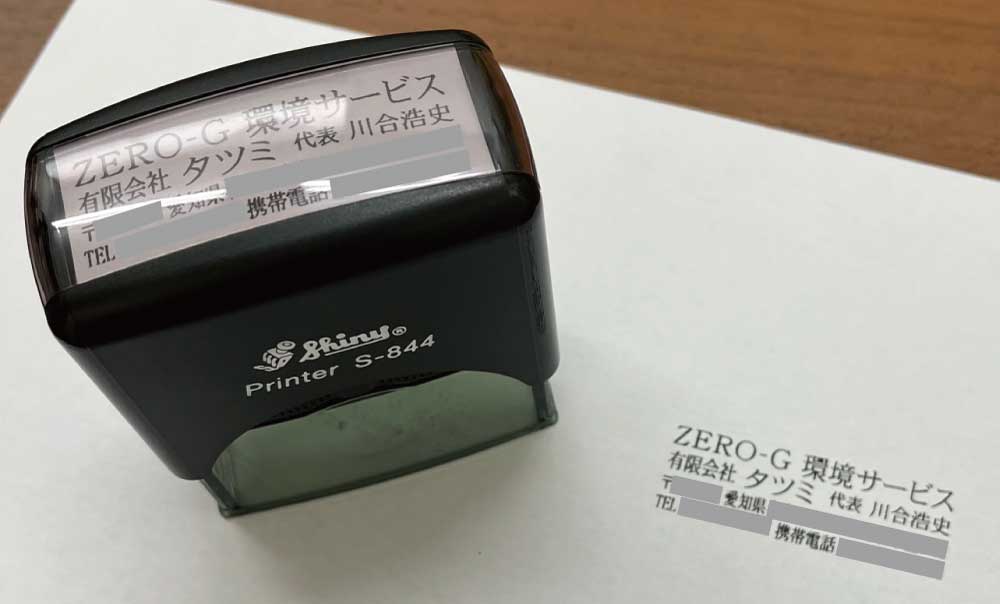 ZERO-G 環境サービス
有限会社 タツミ 代表 川合浩史
〒 愛知県
TEL 携帯電話
Shiny®
Printer S-844
ZERO-G 環境サービス
有限会社 タツミ 代表 川合浩史
〒 愛知県
TEL 携帯電話